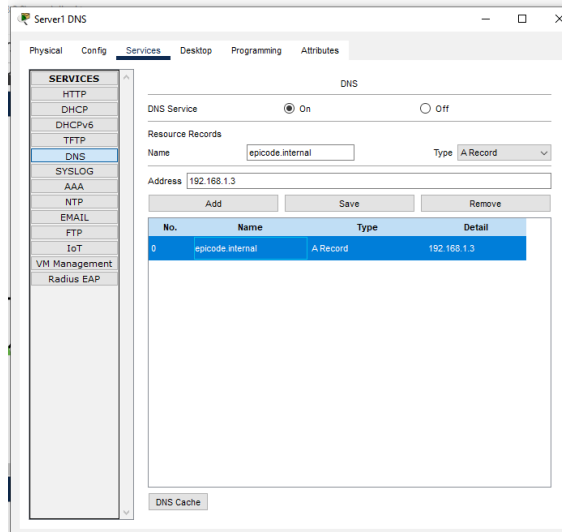 Server1 DNS
Physical Config Services Desktop Programming Attributes
SERVICES
HTTP
DHCP
DHCPv6
TFTP
DNS
SYSLOG
AAA
NTP
EMAIL
FTP
IoT
VM Management
Radius EAP
DNS
DNS Service On Off
Resource Records
Name epicode.internal Type A Record
Address 192.168.1.3
Add Save Remove
No. Name Type Detail
0 epicode.internal A Record 192.168.1.3
DNS Cache